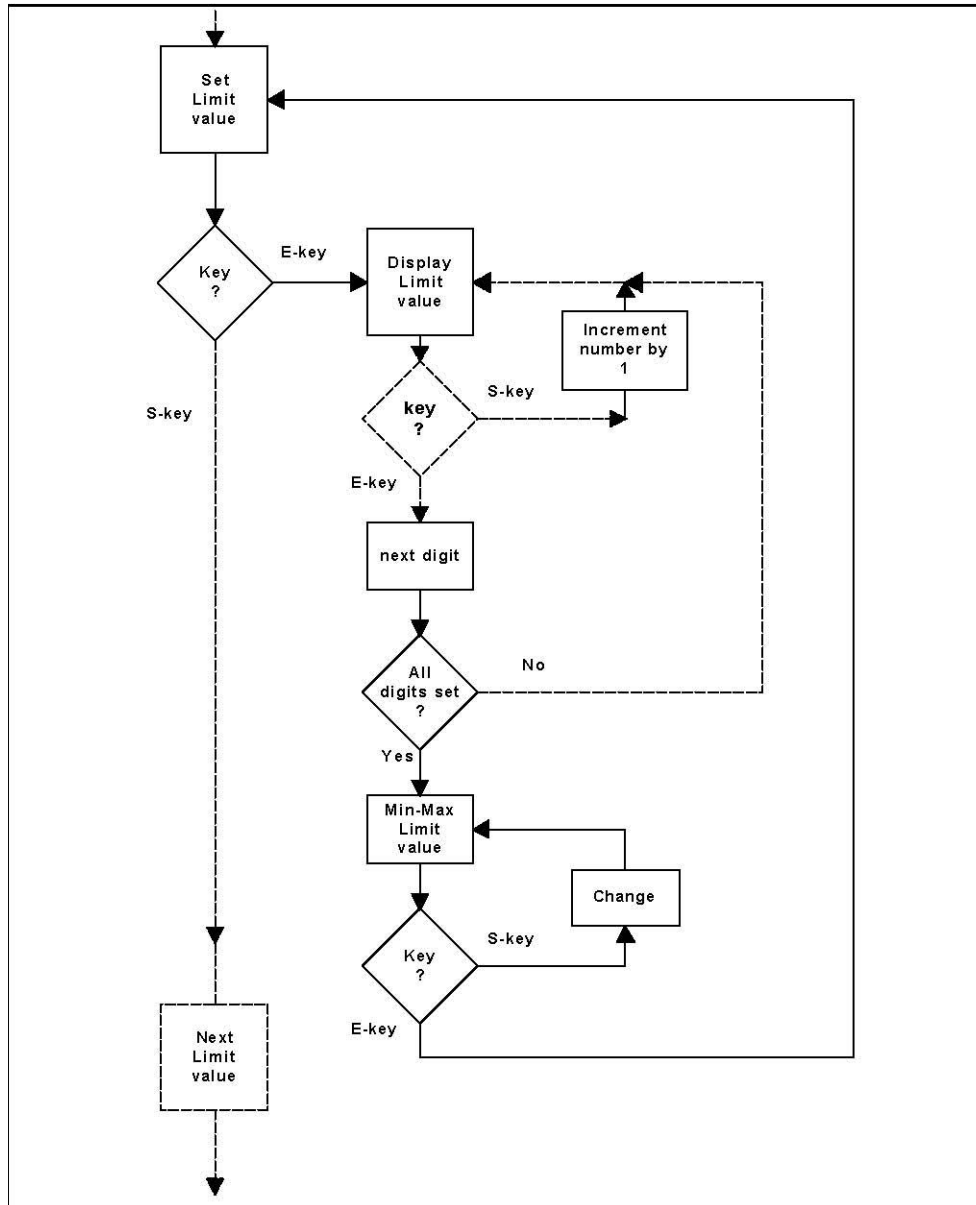 Set
Limit
value
Key
?
E-key
Display
Limit
value
Increment
number by
1
S-key
S-key
key
?
E-key
next digit
All
digits set
?
No
Yes
Min-Max
Limit
value
Change
Key
?
S-key
E-key
Next
Limit
value